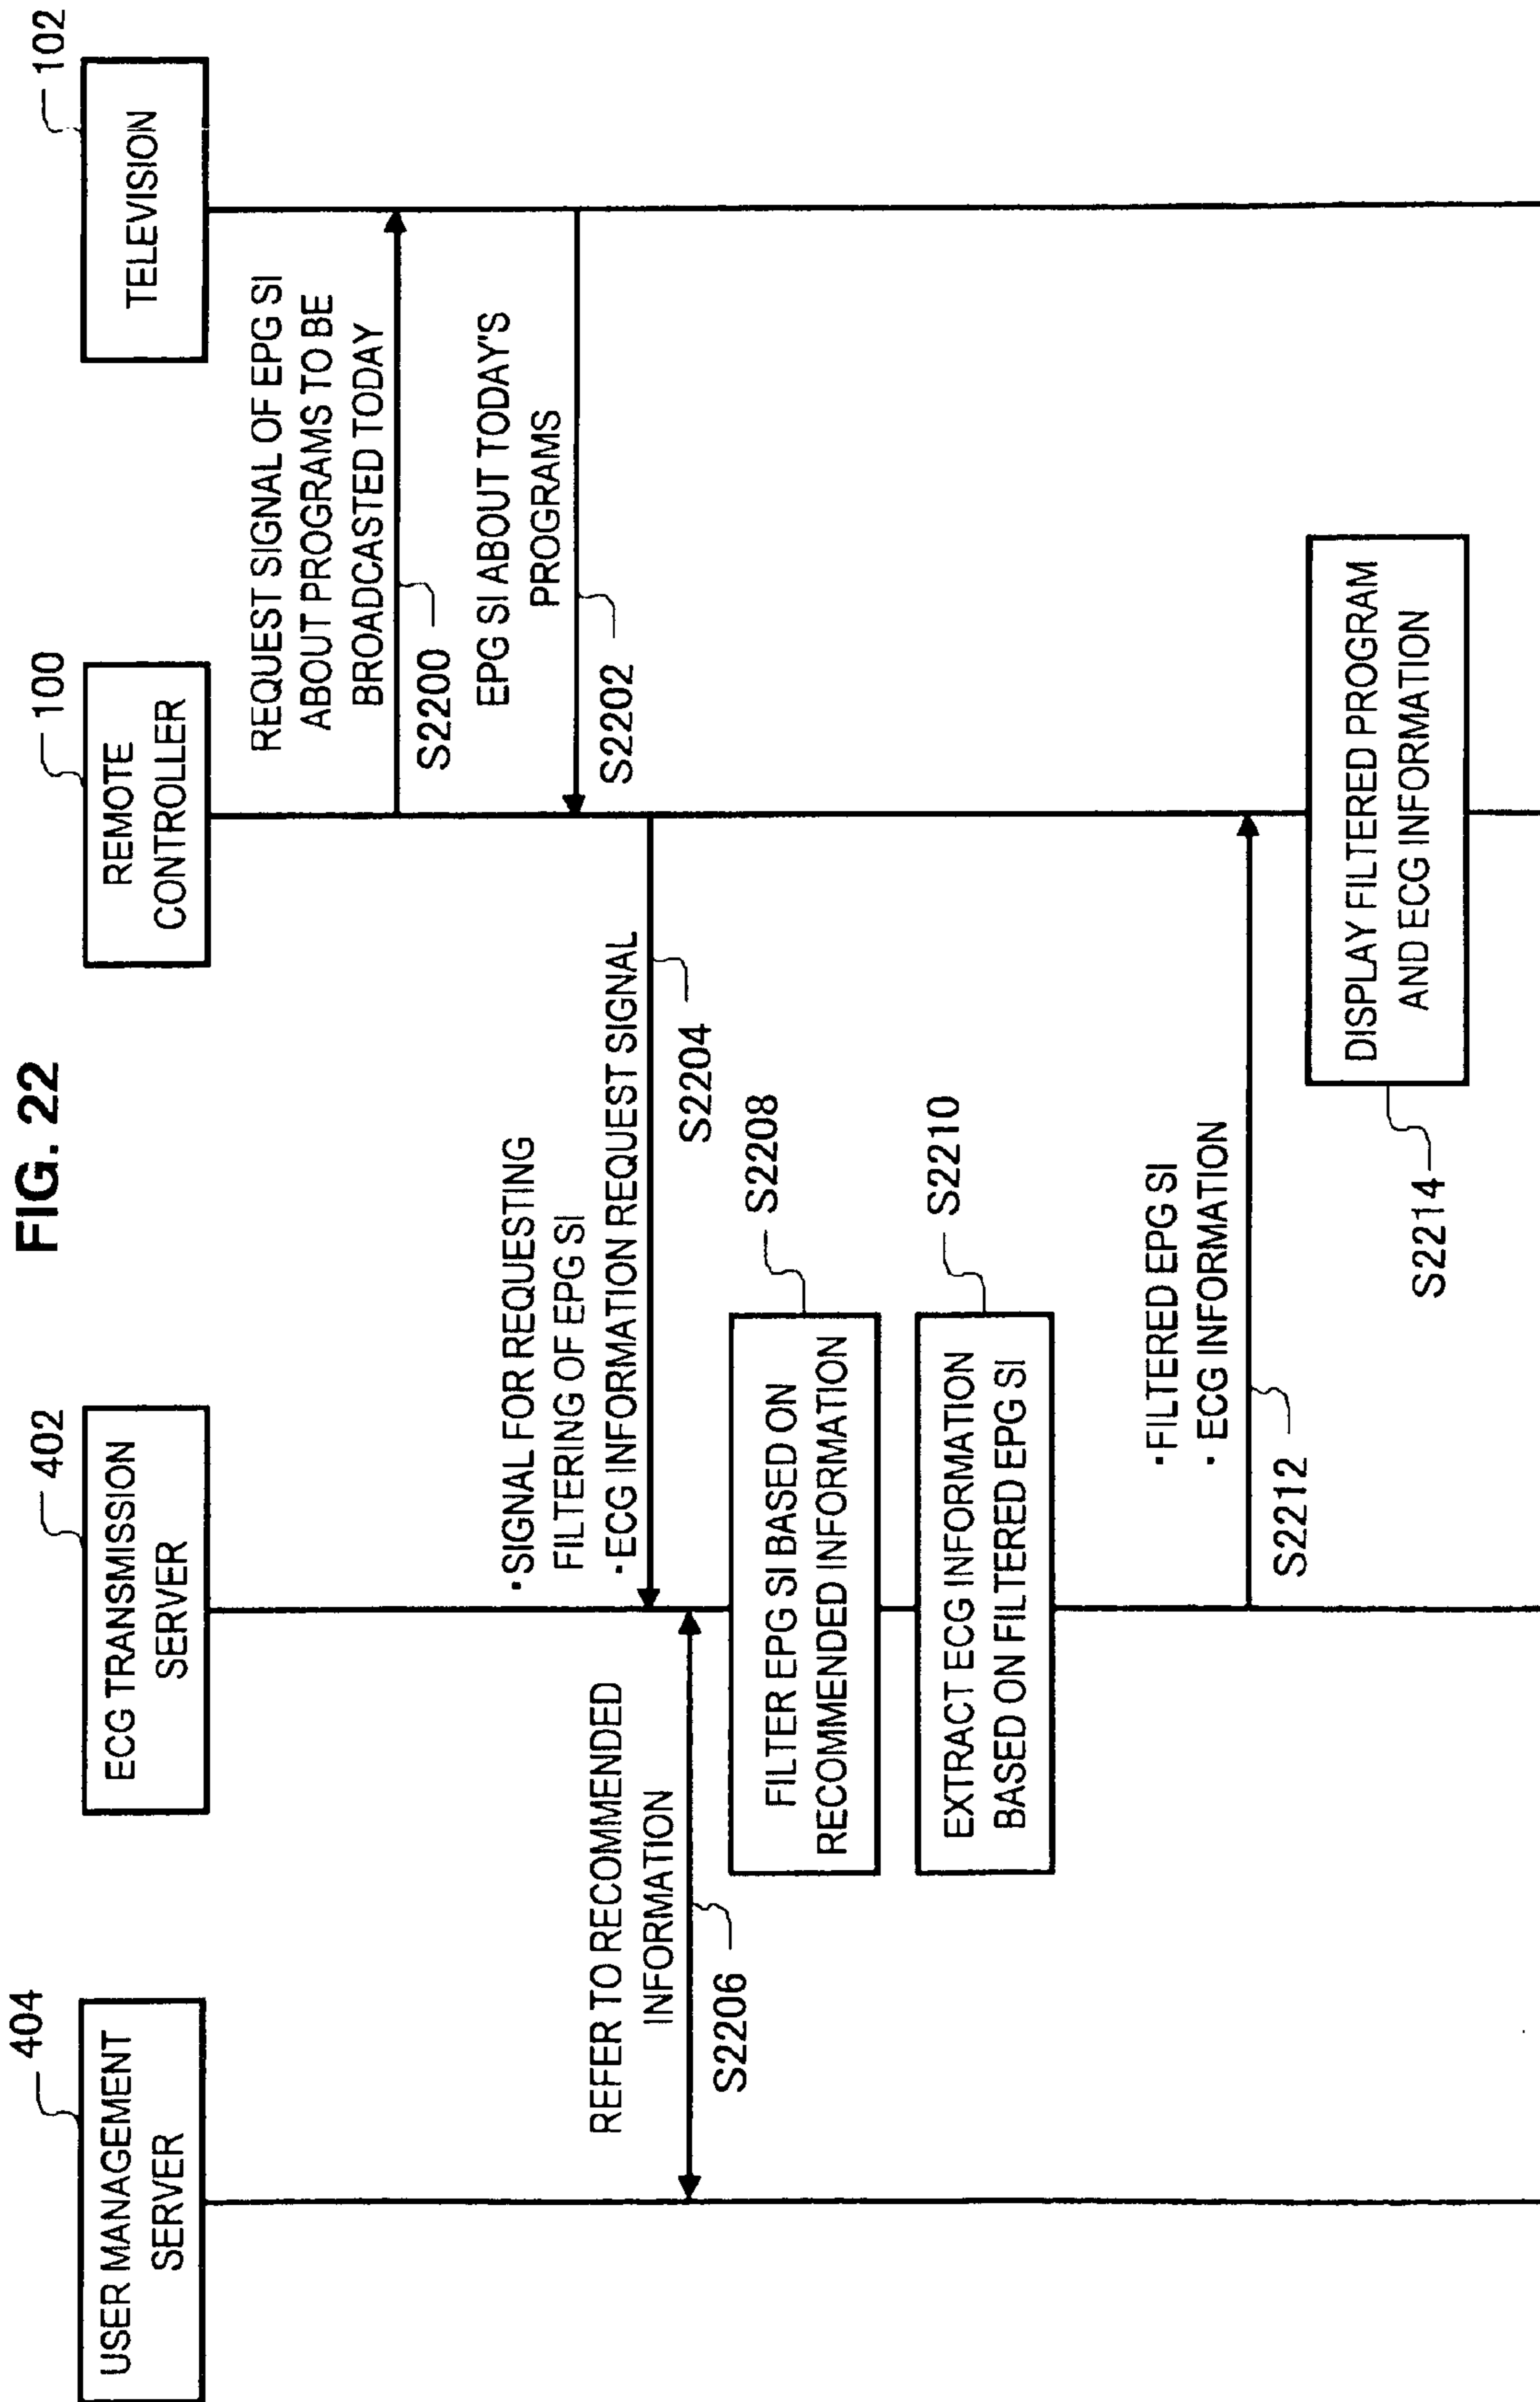 FIG. 22
404
USER MANAGEMENT
SERVER
402
ECG TRANSMISSION
SERVER
100
REMOTE
CONTROLLER
102
TELEVISION
REQUEST SIGNAL OF EPG SI
ABOUT PROGRAMS TO BE
BROADCASTED TODAY
S2200
EPG SI ABOUT TODAY'S
PROGRAMS
S2202
·SIGNAL FOR REQUESTING
FILTERING OF EPG SI
·ECG INFORMATION REQUEST SIGNAL
S2204
REFER TO RECOMMENDED
INFORMATION
S2206
FILTER EPG SI BASED ON
RECOMMENDED INFORMATION
S2208
EXTRACT ECG INFORMATION
BASED ON FILTERED EPG SI
S2210
·FILTERED EPG SI
·ECG INFORMATION
S2212
DISPLAY FILTERED PROGRAM
AND ECG INFORMATION
S2214